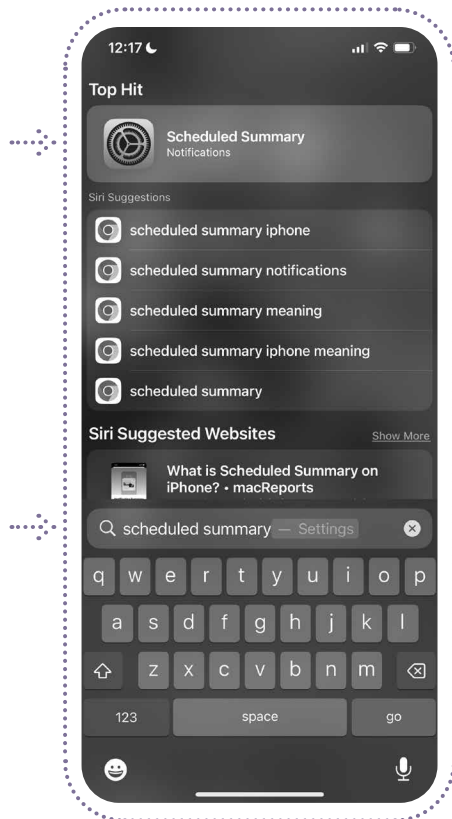 12:17
Top Hit
Scheduled Summary
Notifications
Siri Suggestions
scheduled summary iphone
scheduled summary notifications
scheduled summary meaning
scheduled summary iphone meaning
scheduled summary
Siri Suggested Websites Show More
What is Scheduled Summary on
iPhone? • macReports
scheduled summary — Settings
q w e r t y u i o p
a s d f g h j k l
z x c v b n m
123 space go